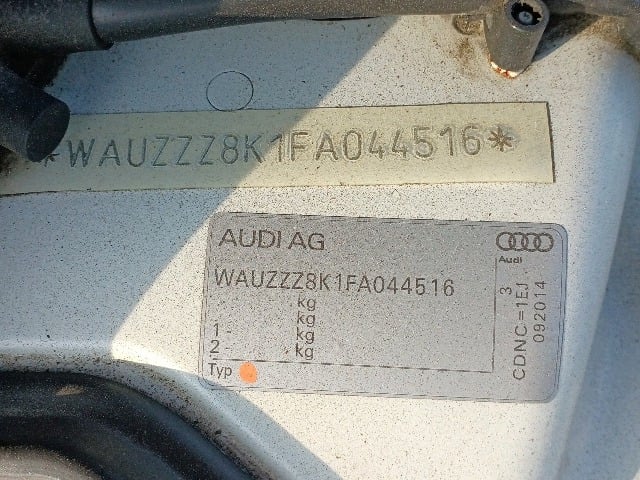 *WAUZZZ8K1FA044516*
AUDI AG
Audi
WAUZZZ8K1FA044516
kg
kg
1 - kg
2 - kg
Typ
3
CDNC=1EJ
092014